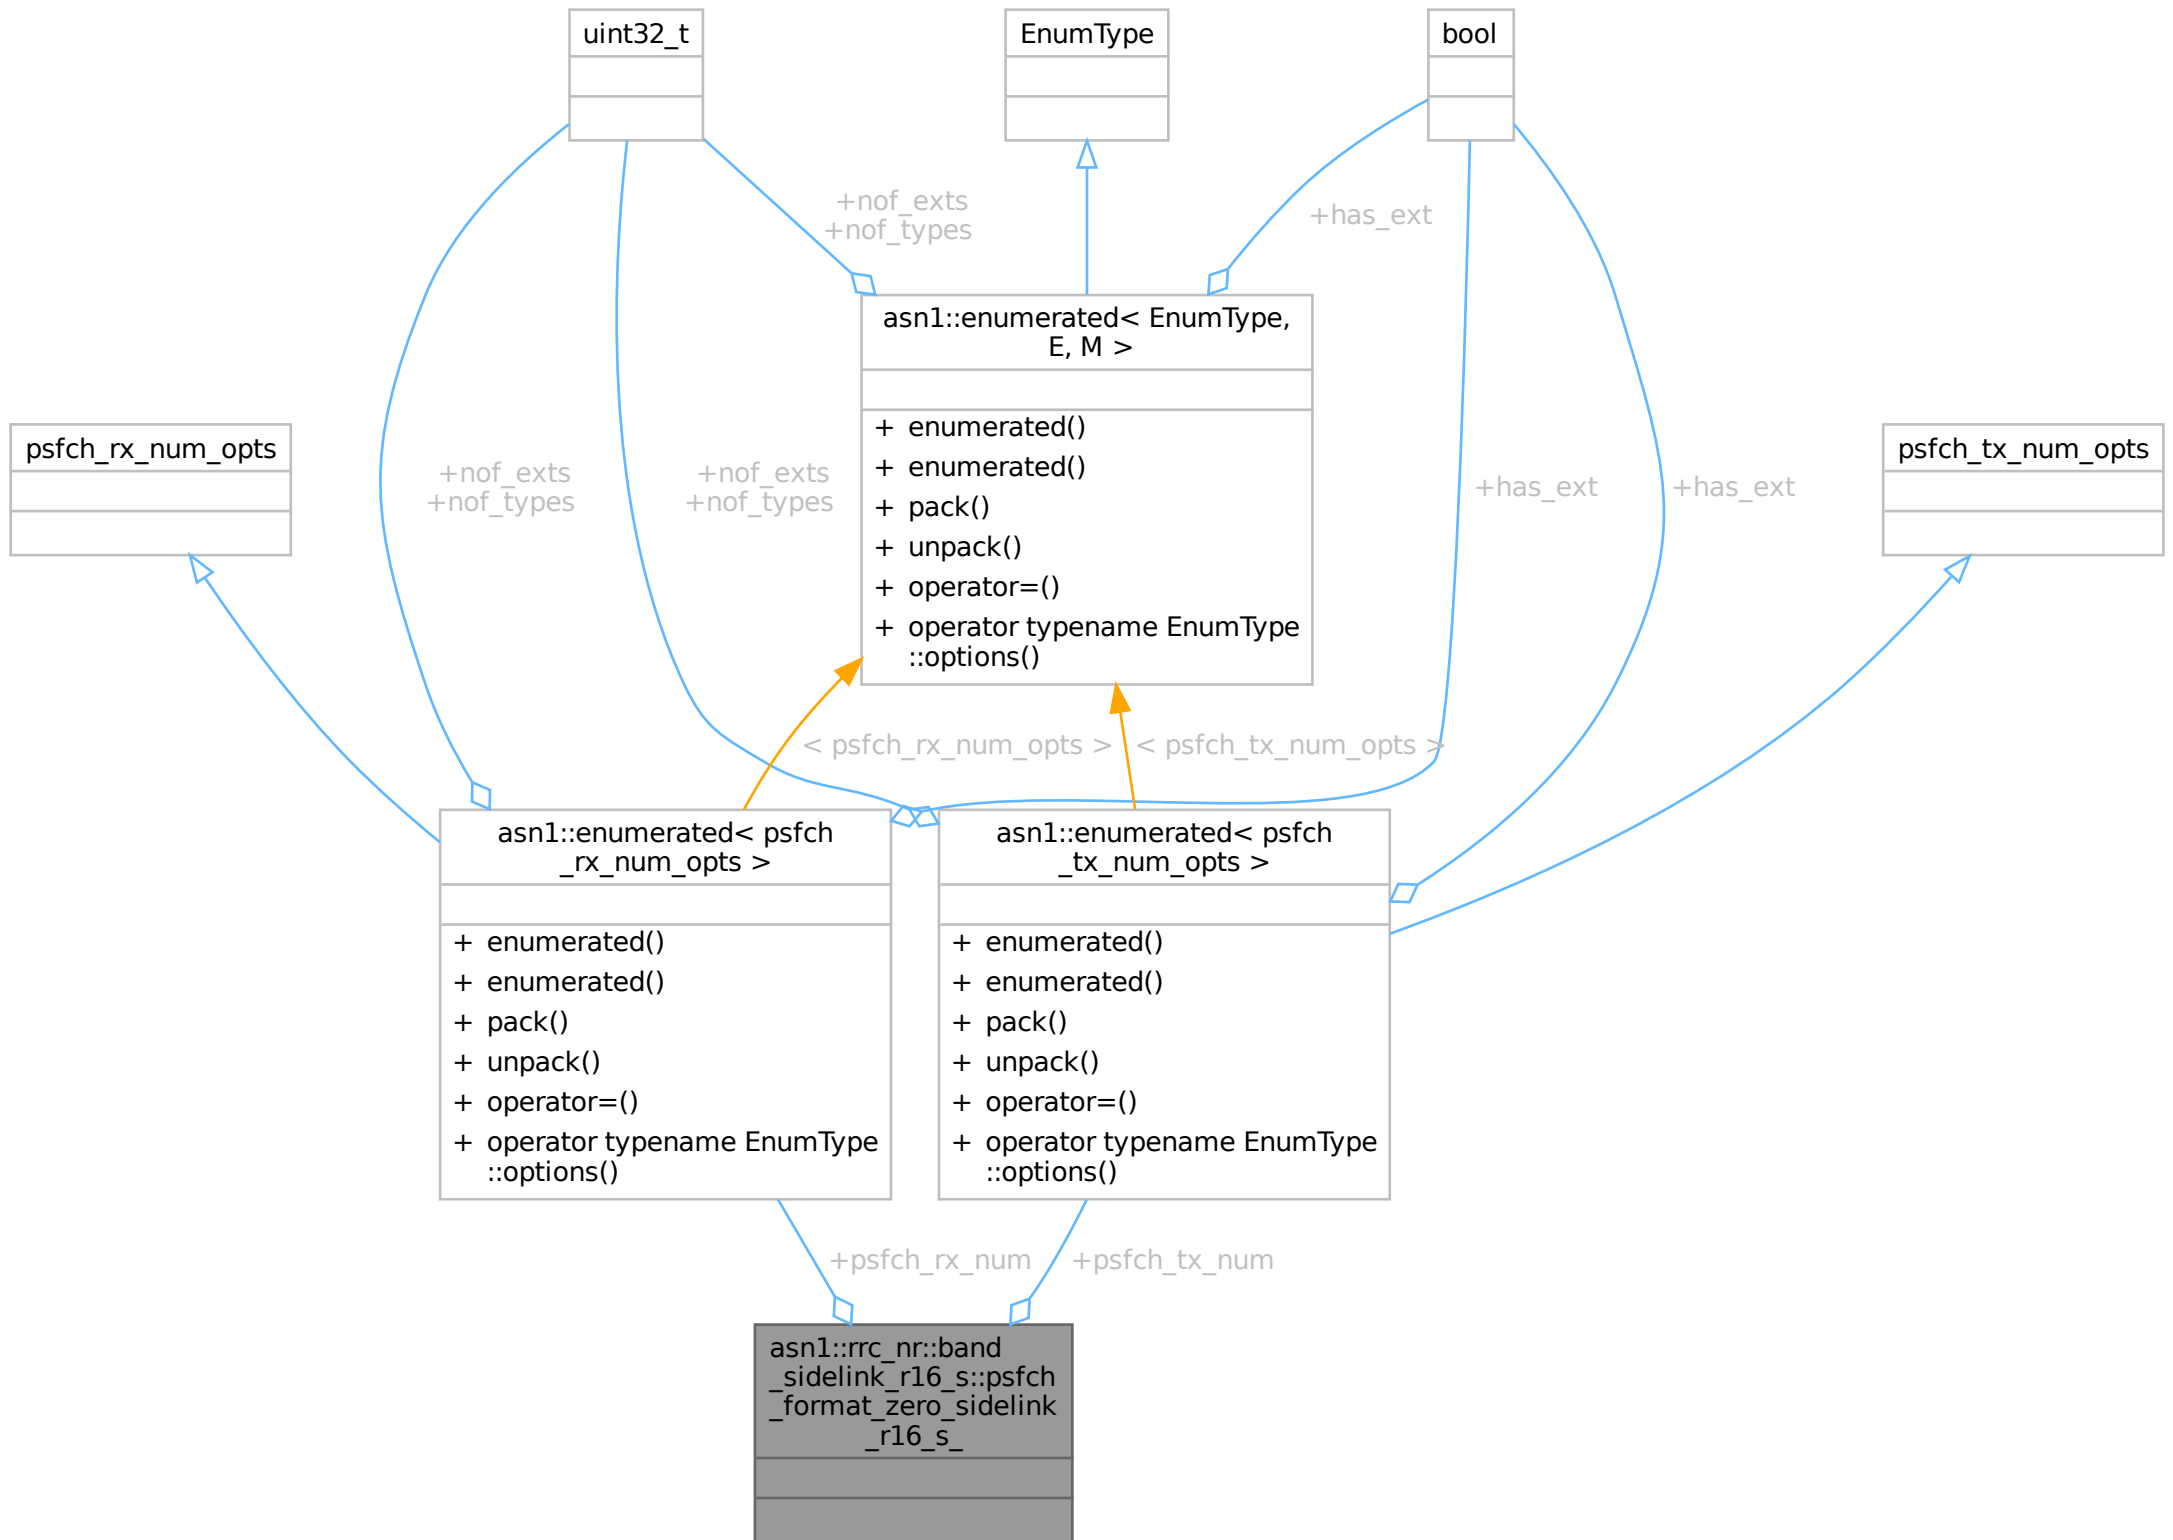 uint32_t
EnumType
bool
+nof_exts
+nof_types
+has_ext
asn1::enumerated< EnumType,
E, M >
+ enumerated()
+ enumerated()
+ pack()
+ unpack()
+ operator=()
+ operator typename EnumType
::options()
psfch_rx_num_opts
+nof_exts
+nof_types
+nof_exts
+nof_types
+has_ext
+has_ext
psfch_tx_num_opts
< psfch_rx_num_opts >
< psfch_tx_num_opts >
asn1::enumerated< psfch
_rx_num_opts >
+ enumerated()
+ enumerated()
+ pack()
+ unpack()
+ operator=()
+ operator typename EnumType
::options()
asn1::enumerated< psfch
_tx_num_opts >
+ enumerated()
+ enumerated()
+ pack()
+ unpack()
+ operator=()
+ operator typename EnumType
::options()
+psfch_rx_num
+psfch_tx_num
asn1::rrc_nr::band
_sidelink_r16_s::psfch
_format_zero_sidelink
_r16_s_